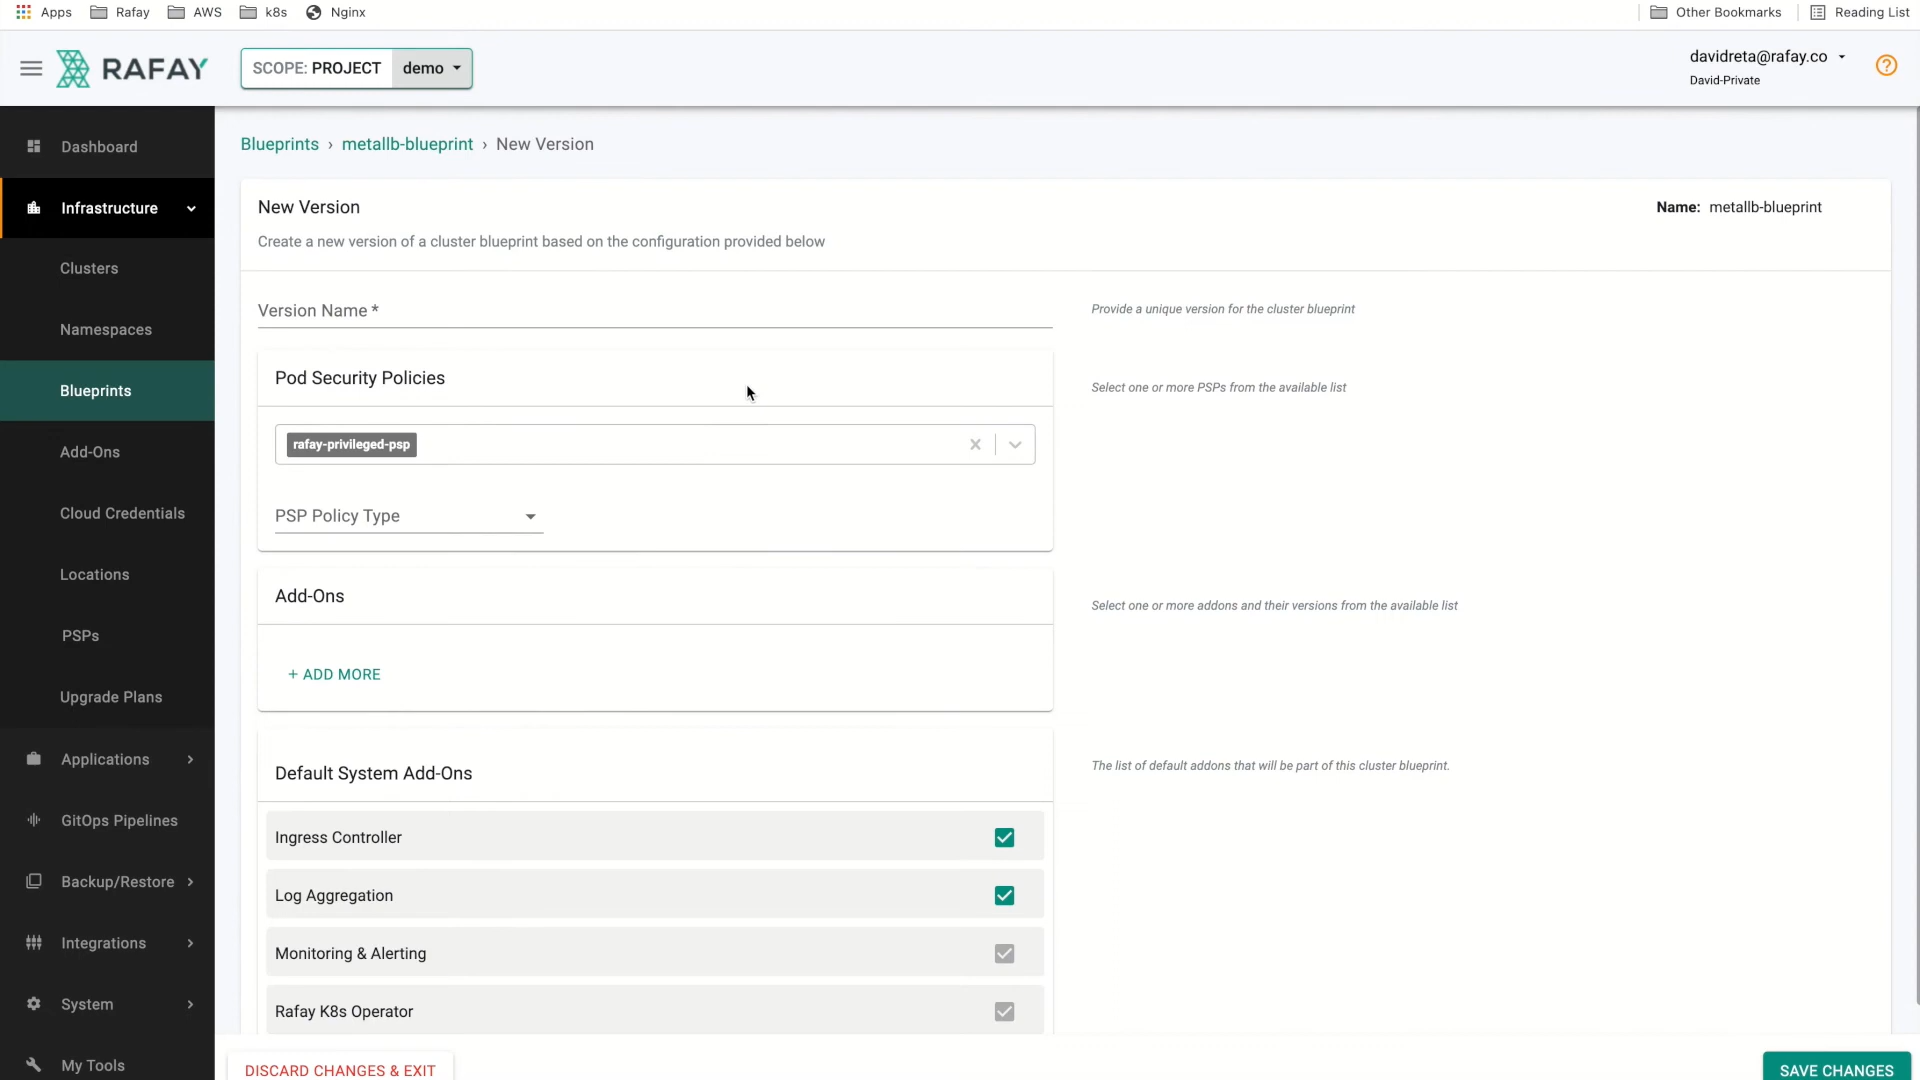 Apps Rafay AWS k8s Nginx Other Bookmarks Reading List
RAFAY SCOPE: PROJECT demo davidreta@rafay.co
David-Private
Dashboard
Infrastructure
Clusters
Namespaces
Blueprints
Add-Ons
Cloud Credentials
Locations
PSPs
Upgrade Plans
Applications
GitOps Pipelines
Backup/Restore
Integrations
System
My Tools
Blueprints › metallb-blueprint › New Version
New Version
Name: metallb-blueprint
Create a new version of a cluster blueprint based on the configuration provided below
Version Name *
Provide a unique version for the cluster blueprint
Pod Security Policies
Select one or more PSPs from the available list
rafay-privileged-psp
PSP Policy Type
Add-Ons
Select one or more addons and their versions from the available list
+ ADD MORE
Default System Add-Ons
The list of default addons that will be part of this cluster blueprint.
Ingress Controller
Log Aggregation
Monitoring & Alerting
Rafay K8s Operator
DISCARD CHANGES & EXIT
SAVE CHANGES